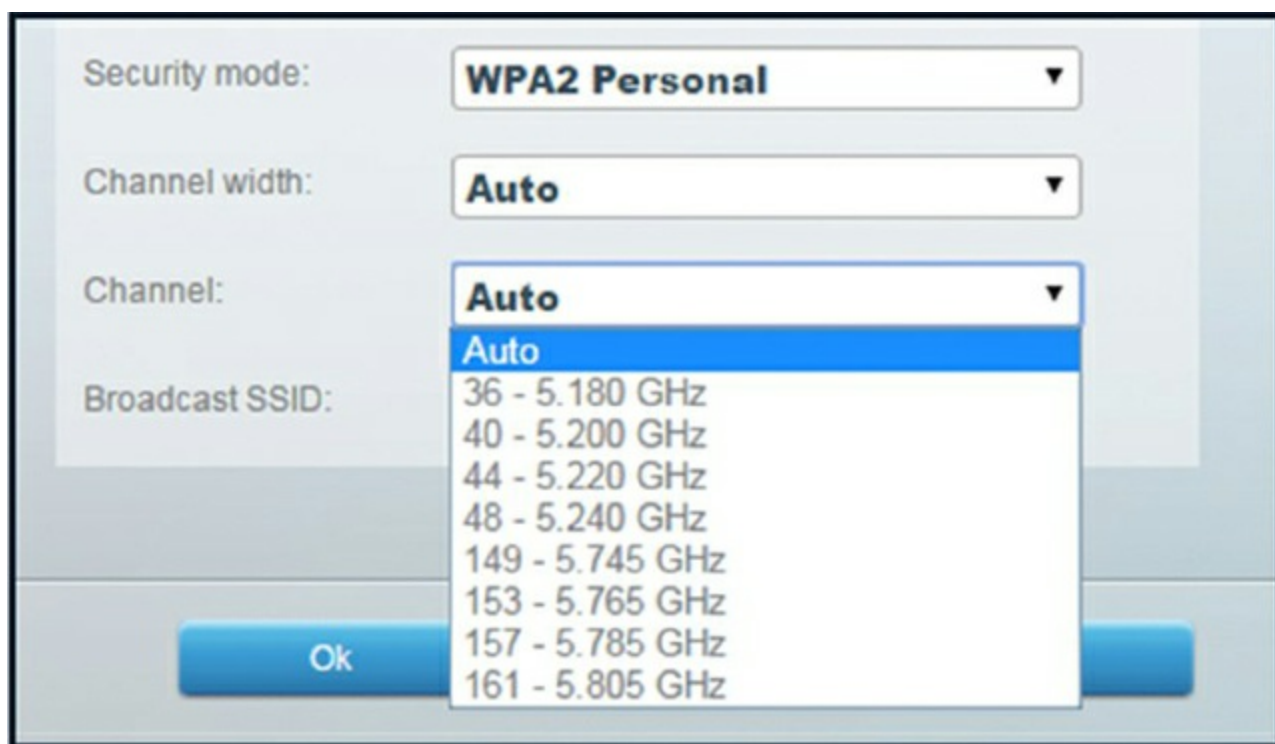 Security mode: WPA2 Personal
Channel width: Auto
Channel: Auto
Auto
36 - 5.180 GHz
Broadcast SSID:
40 - 5.200 GHz
44 - 5.220 GHz
48 - 5.240 GHz
149 - 5.745 GHz
153 - 5.765 GHz
157 - 5.785 GHz
Ok
161 - 5.805 GHz